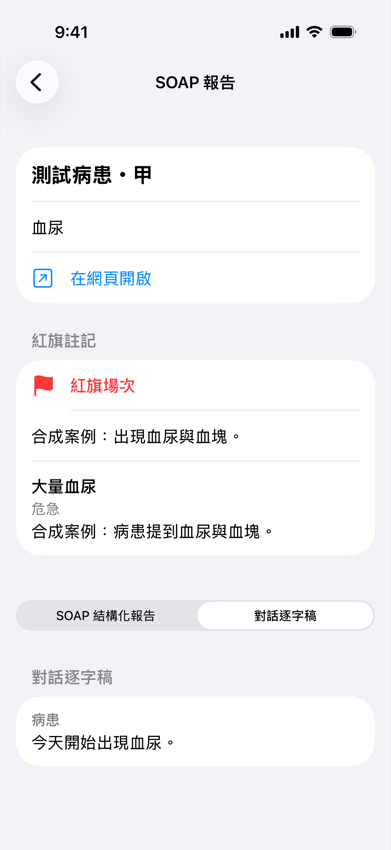 9:41
SOAP 報告
測試病患・甲
血尿
在網頁開啟
紅旗註記
紅旗場次
合成案例：出現血尿與血塊。
大量血尿
危急
合成案例：病患提到血尿與血塊。
SOAP 結構化報告
對話逐字稿
對話逐字稿
病患
今天開始出現血尿。